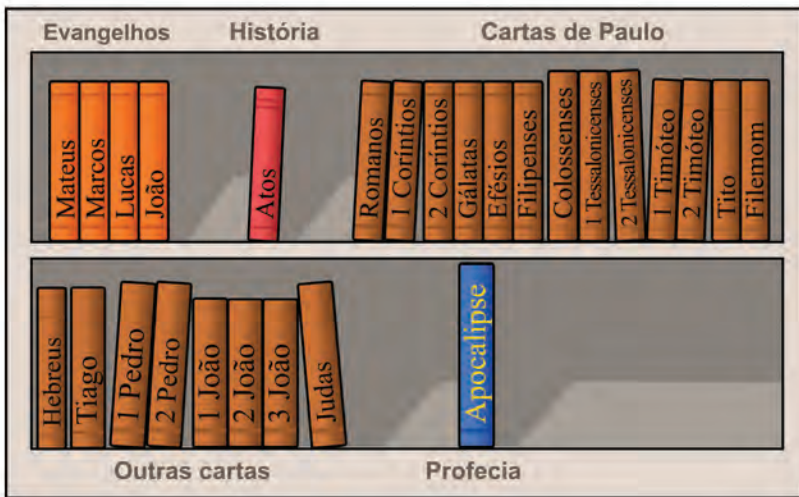 Evangelhos História Cartas de Paulo
Mateus
Marcos
Lucas
João
Atos
Romanos
1 Coríntios
2 Coríntios
Gálatas
Efésios
Filipenses
Colossenses
1 Tessalonicenses
2 Tessalonicenses
1 Timóteo
2 Timóteo
Tito
Filemom
Hebreus
Tiago
1 Pedro
2 Pedro
1 João
2 João
3 João
Judas
Apocalipse
Outras cartas Profecia